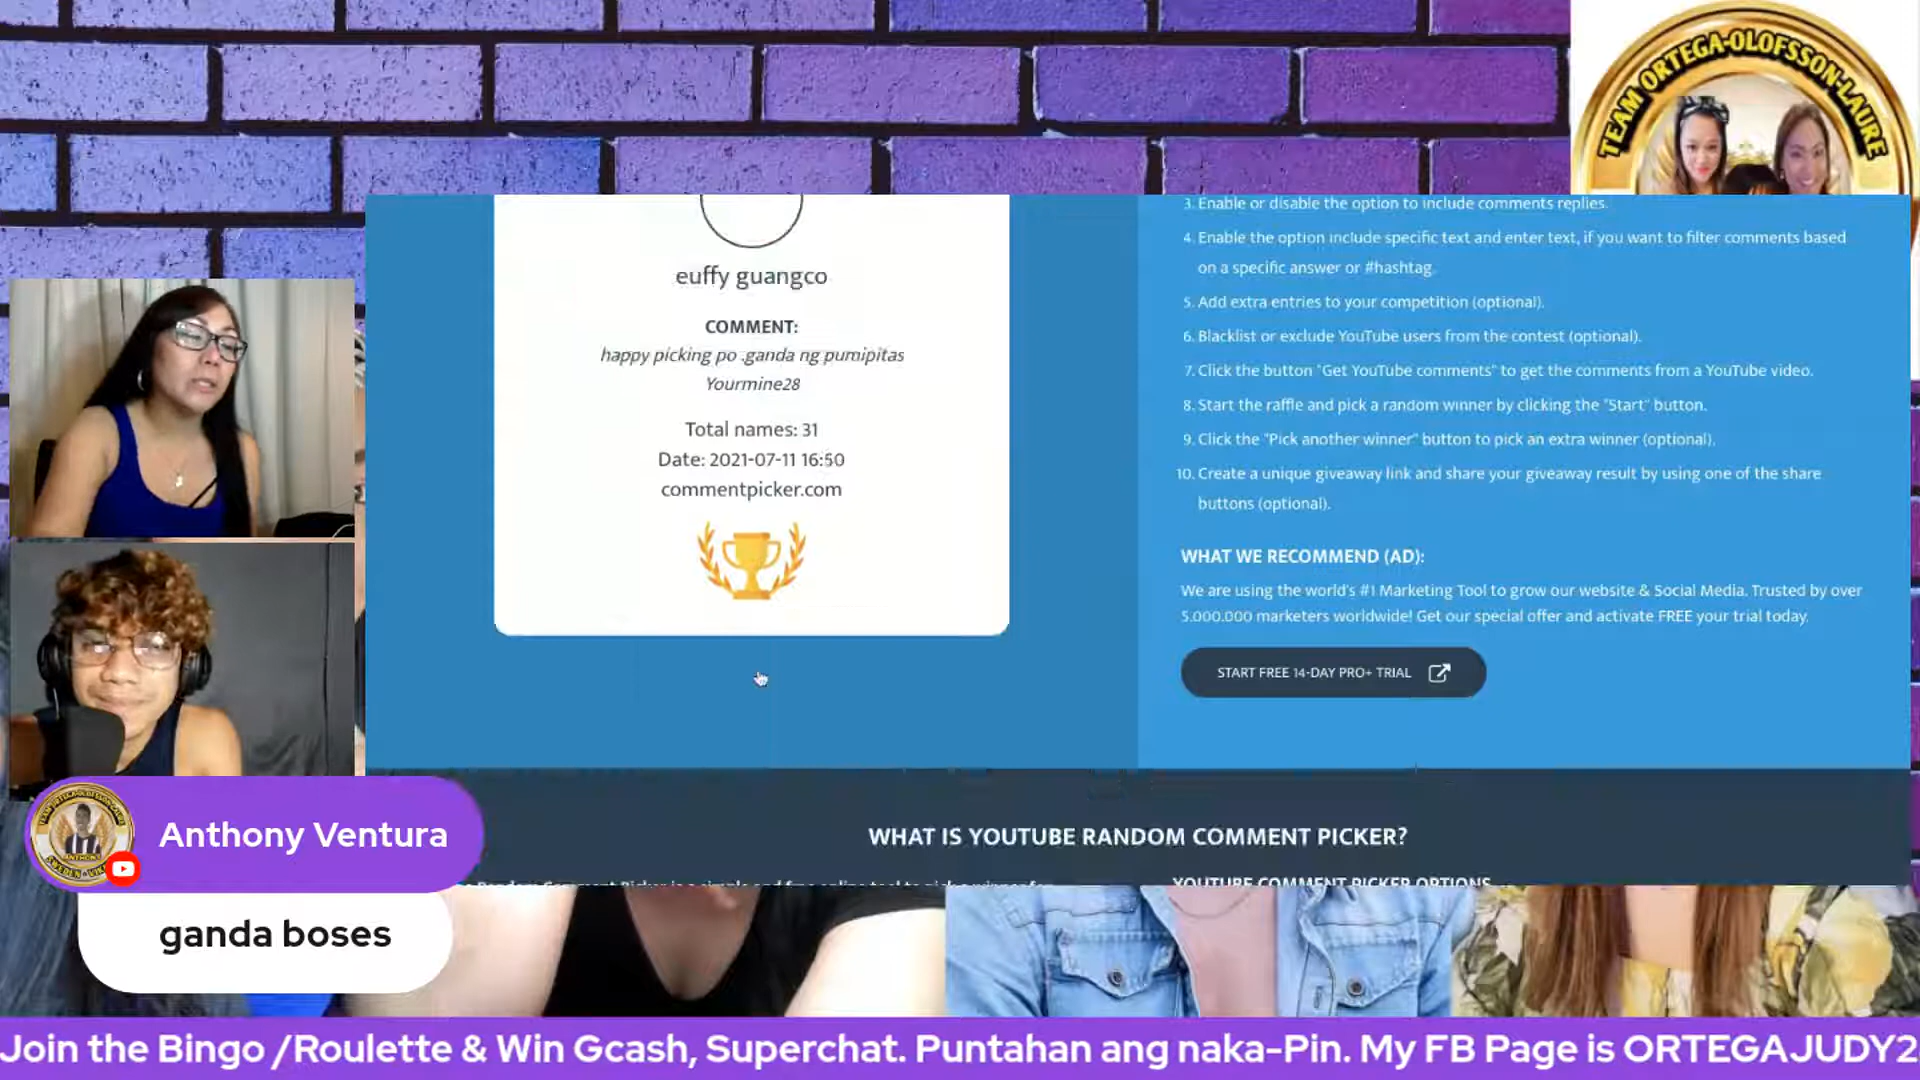 TEAM ORTEGA-OLOFSSON-LAURE
euffy guangco
COMMENT:
happy picking po .ganda ng pumipitas
Yourmine28
Total names: 31
Date: 2021-07-11 16:50
commentpicker.com
3. Enable or disable the option to include comments replies.
4. Enable the option include specific text and enter text, if you want to filter comments based
on a specific answer or #hashtag.
5. Add extra entries to your competition (optional).
6. Blacklist or exclude YouTube users from the contest (optional).
7. Click the button "Get YouTube comments" to get the comments from a YouTube video.
8. Start the raffle and pick a random winner by clicking the "Start" button.
9. Click the "Pick another winner" button to pick an extra winner (optional).
10. Create a unique giveaway link and share your giveaway result by using one of the share
buttons (optional).
WHAT WE RECOMMEND (AD):
We are using the world's #1 Marketing Tool to grow our website & Social Media. Trusted by over
5.000.000 marketers worldwide! Get our special offer and activate FREE your trial today.
START FREE 14-DAY PRO+ TRIAL
WHAT IS YOUTUBE RANDOM COMMENT PICKER?
YOUTUBE COMMENT PICKER OPTIONS
Anthony Ventura
ganda boses
Join the Bingo /Roulette & Win Gcash, Superchat. Puntahan ang naka-Pin. My FB Page is ORTEGAJUDY2